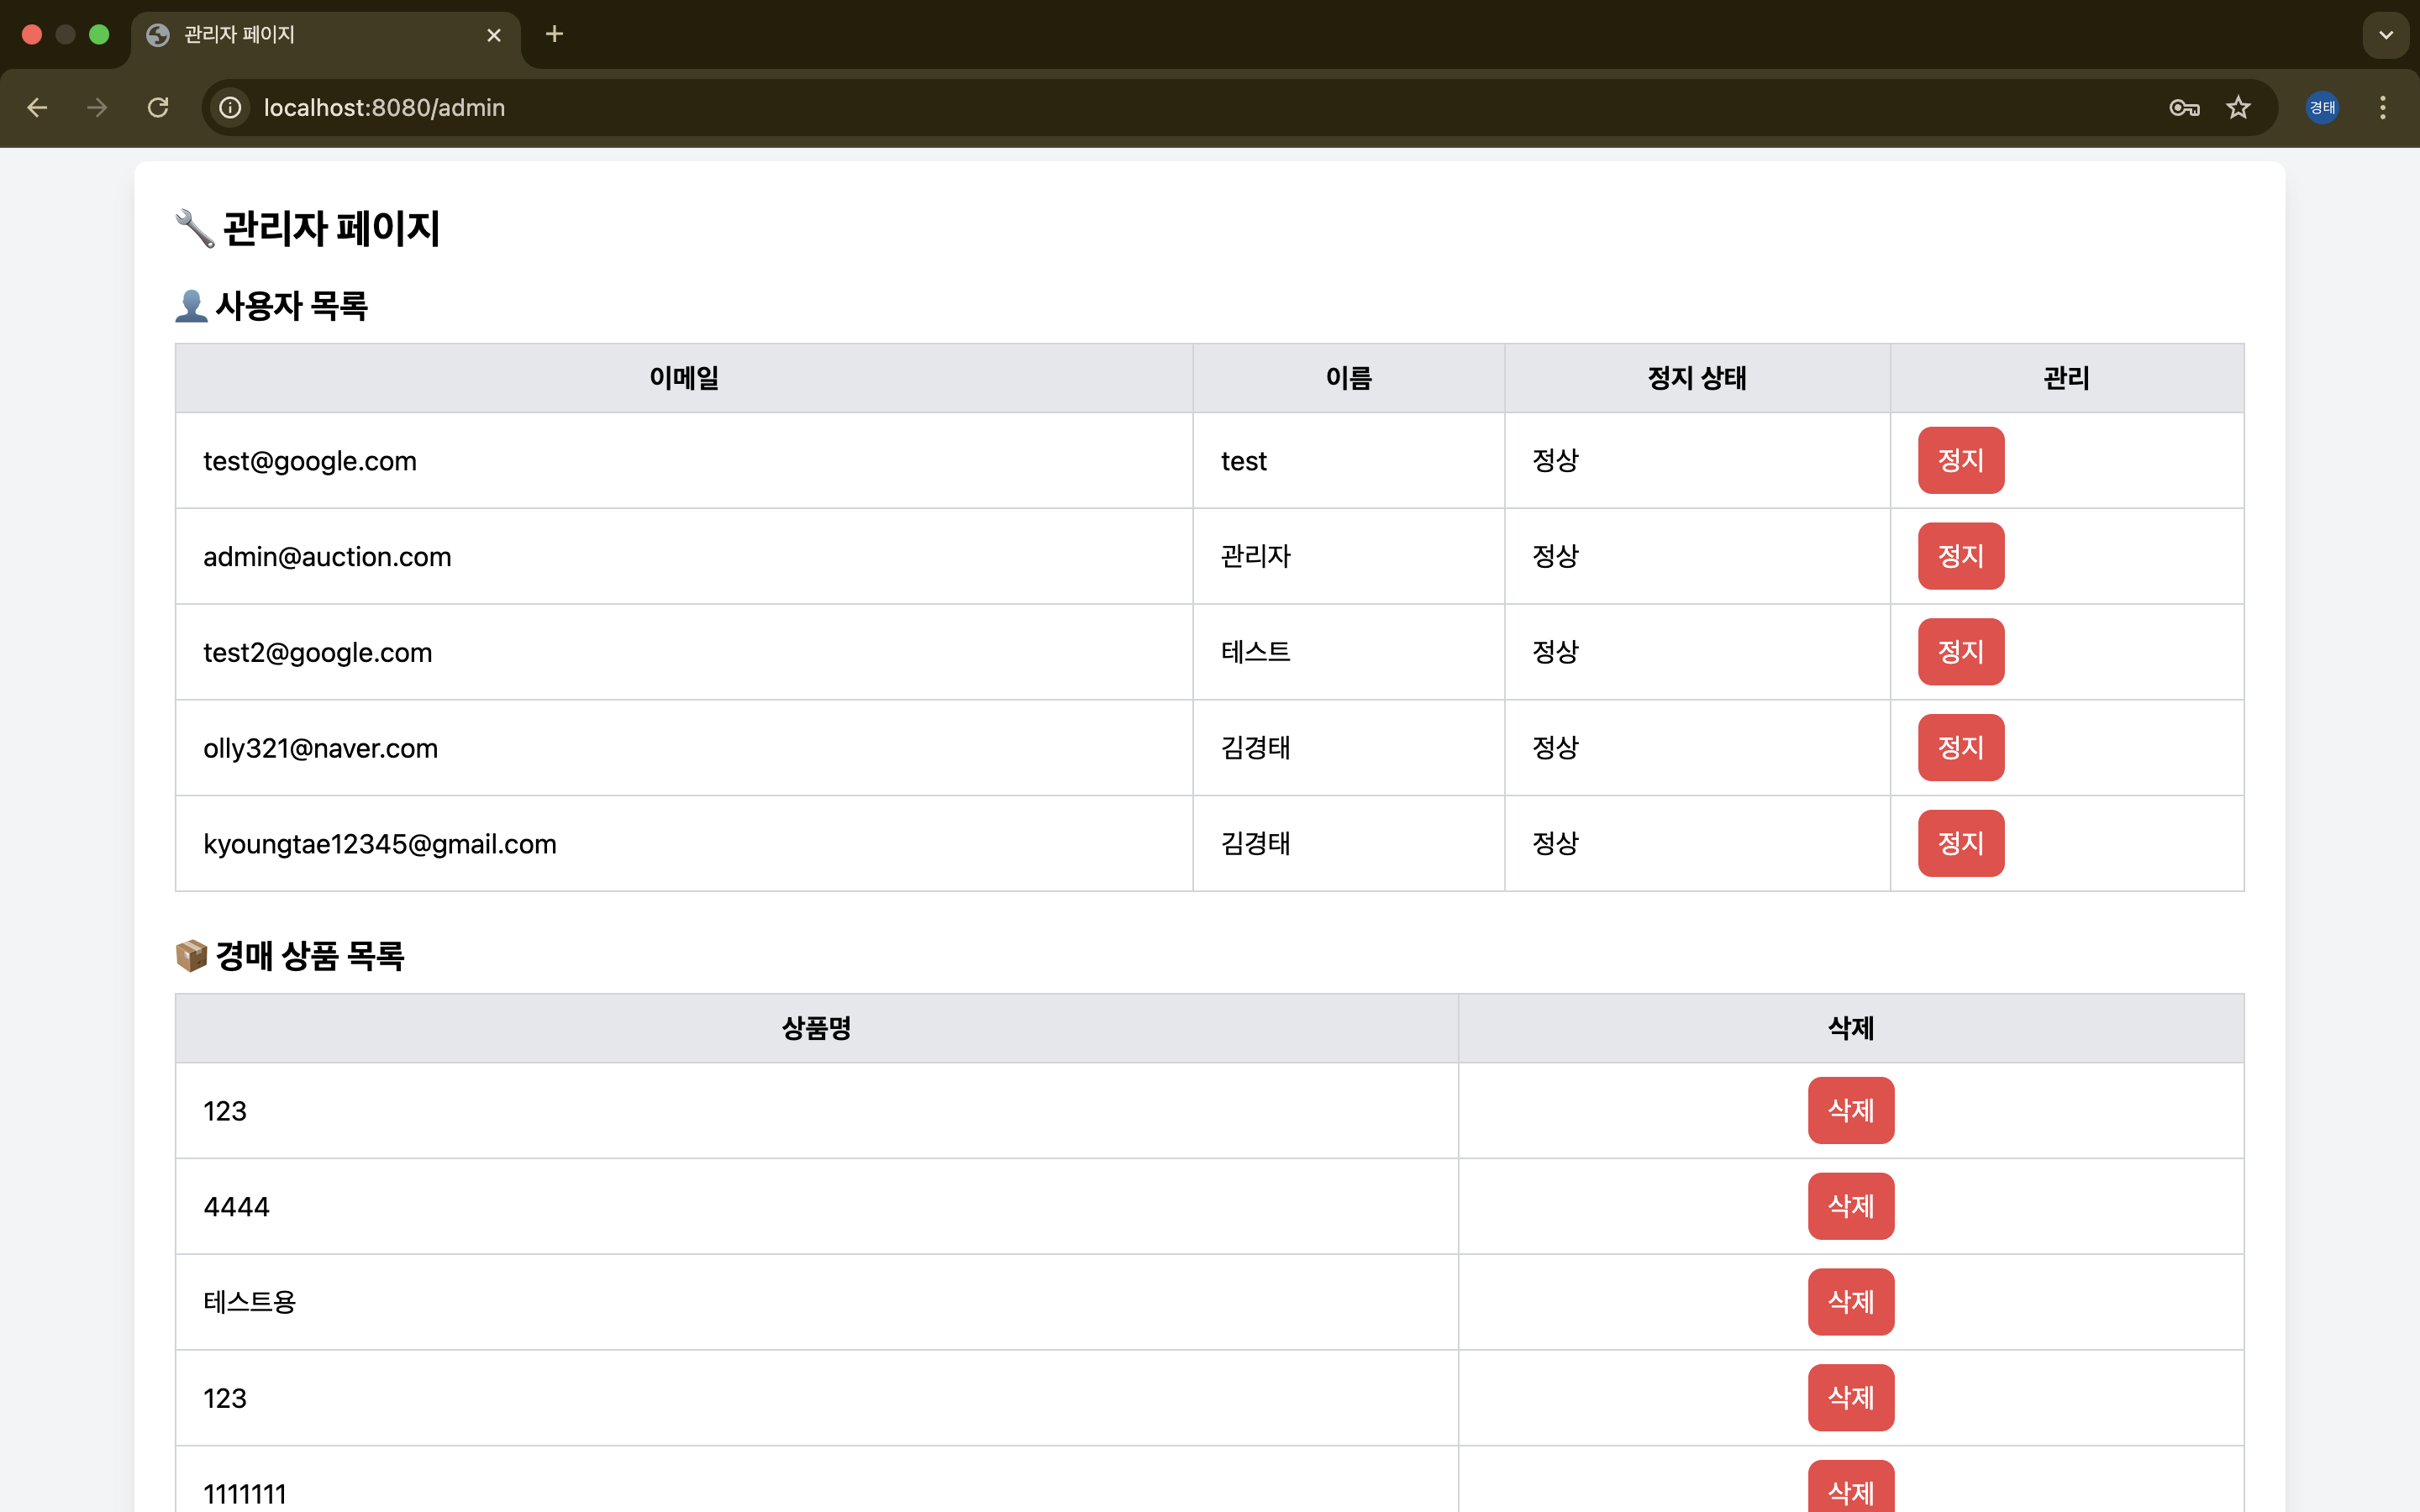 관리자 페이지
localhost:8080/admin
경태
🔧 관리자 페이지
👤 사용자 목록
이메일 이름 정지 상태 관리
test@google.com test 정상 정지
admin@auction.com 관리자 정상 정지
test2@google.com 테스트 정상 정지
olly321@naver.com 김경태 정상 정지
kyoungtae12345@gmail.com 김경태 정상 정지
📦 경매 상품 목록
상품명 삭제
123 삭제
4444 삭제
테스트용 삭제
123 삭제
1111111 삭제